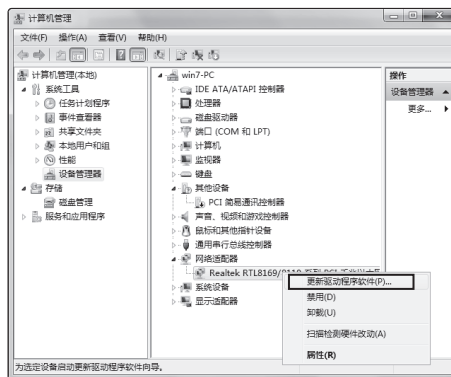 计算机管理
文件(F) 操作(A) 查看(V) 帮助(H)
计算机管理(本地)
系统工具
任务计划程序
事件查看器
共享文件夹
本地用户和组
性能
设备管理器
存储
磁盘管理
服务和应用程序
win7-PC
IDE ATA/ATAPI 控制器
处理器
磁盘驱动器
端口 (COM 和 LPT)
计算机
监视器
键盘
其他设备
PCI 简易通讯控制器
声音、视频和游戏控制器
鼠标和其他指针设备
通用串行总线控制器
网络适配器
Realtek RTL8169/8110
系统设备
显示适配器
操作
设备管理器
更多...
更新驱动程序软件(P)...
禁用(D)
卸载(U)
扫描检测硬件改动(A)
属性(R)
为选定设备启动更新驱动程序软件向导。